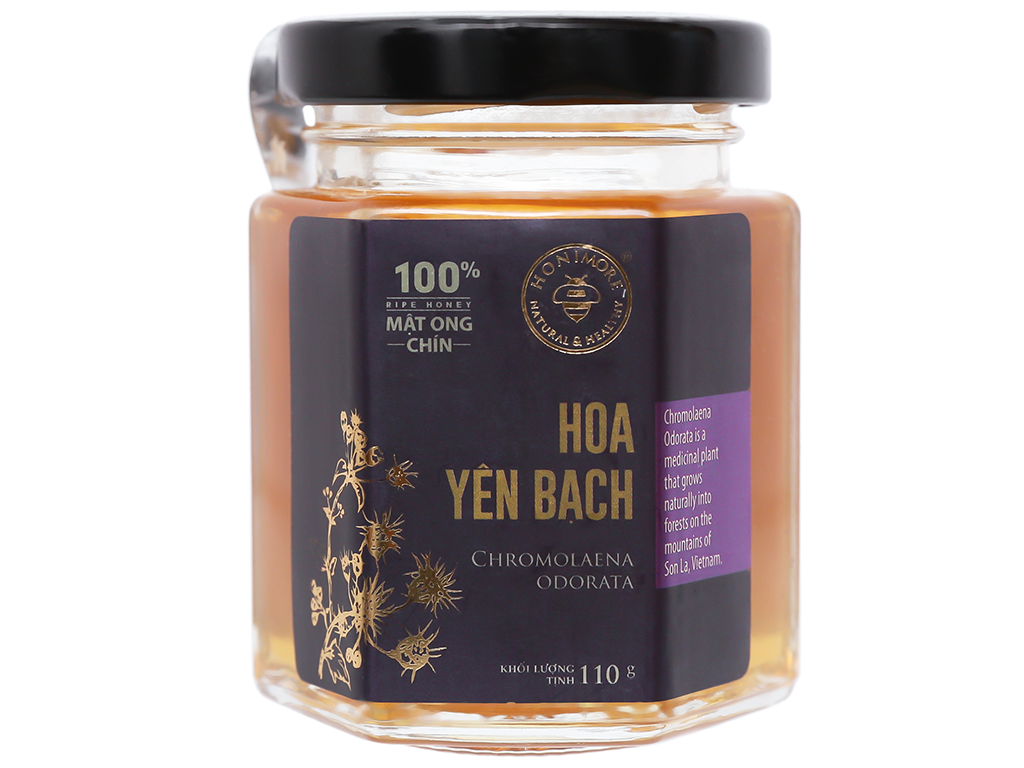 100%
RIPE HONEY
MẬT ONG
CHÍN
HONIMORE®
NATURAL & HEALTHY
HOA
YÊN BẠCH
CHROMOLAENA
ODORATA
Chromolaena
Odorata is a
medicinal plant
that grows
naturally into
forests on the
mountains of
Son La, Vietnam.
KHỐI LƯỢNG
TỊNH 110 g